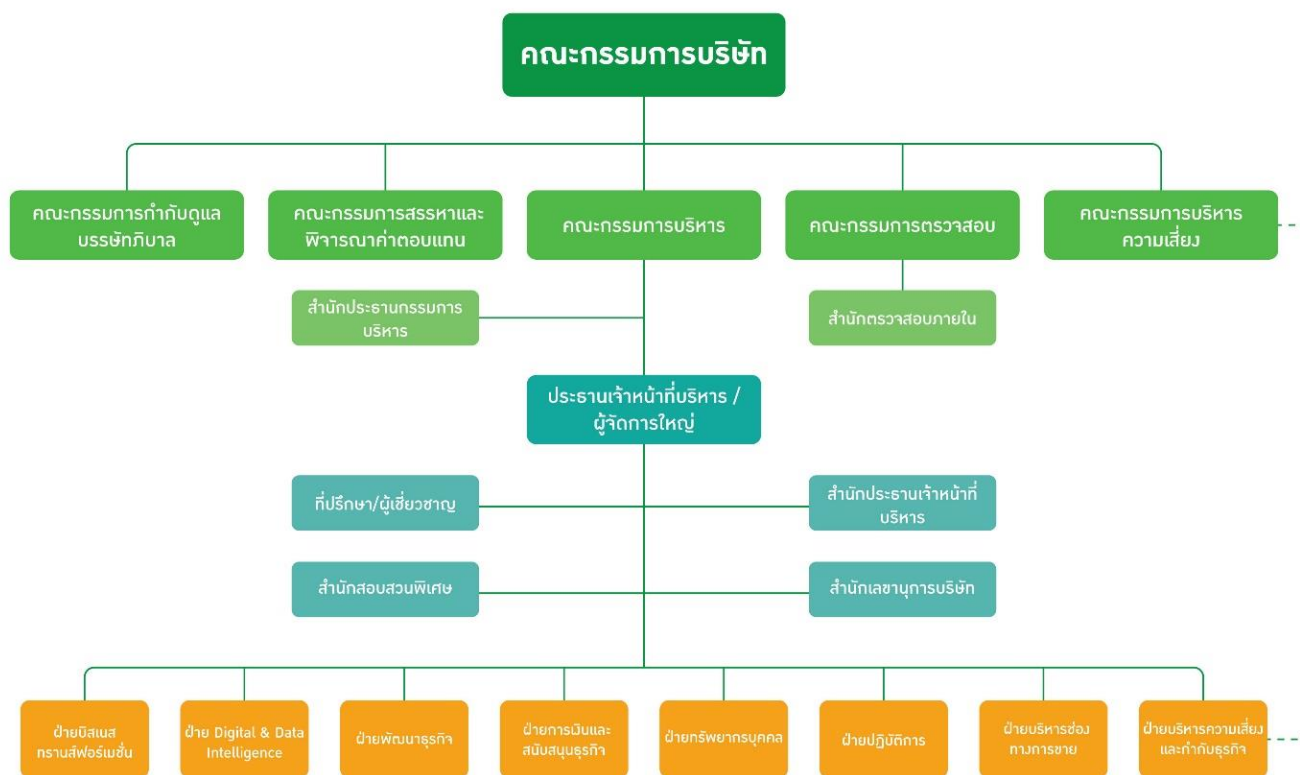 คณะกรรมการบริษัท
คณะกรรมการกำกับดูแล
บรรษัทภิบาล
คณะกรรมการสรรหาและ
พิจารณาค่าตอบแทน
คณะกรรมการบริหาร
คณะกรรมการตรวจสอบ
คณะกรรมการบริหาร
ความเสี่ยง
สำนักประธานกรรมการ
บริหาร
สำนักตรวจสอบภายใน
ประธานเจ้าหน้าที่บริหาร /
ผู้จัดการใหญ่
ที่ปรึกษา/ผู้เชี่ยวชาญ
สำนักประธานเจ้าหน้าที่
บริหาร
สำนักสอบสวนพิเศษ
สำนักเลขานุการบริษัท
ฝ่ายบิสเนส
ทรานส์ฟอร์เมชั่น
ฝ่าย Digital & Data
Intelligence
ฝ่ายพัฒนาธุรกิจ
ฝ่ายการเงินและ
สนับสนุนธุรกิจ
ฝ่ายทรัพยากรบุคคล
ฝ่ายปฏิบัติการ
ฝ่ายบริหารช่อง
ทางการขาย
ฝ่ายบริหารความเสี่ยง
และกำกับธุรกิจ